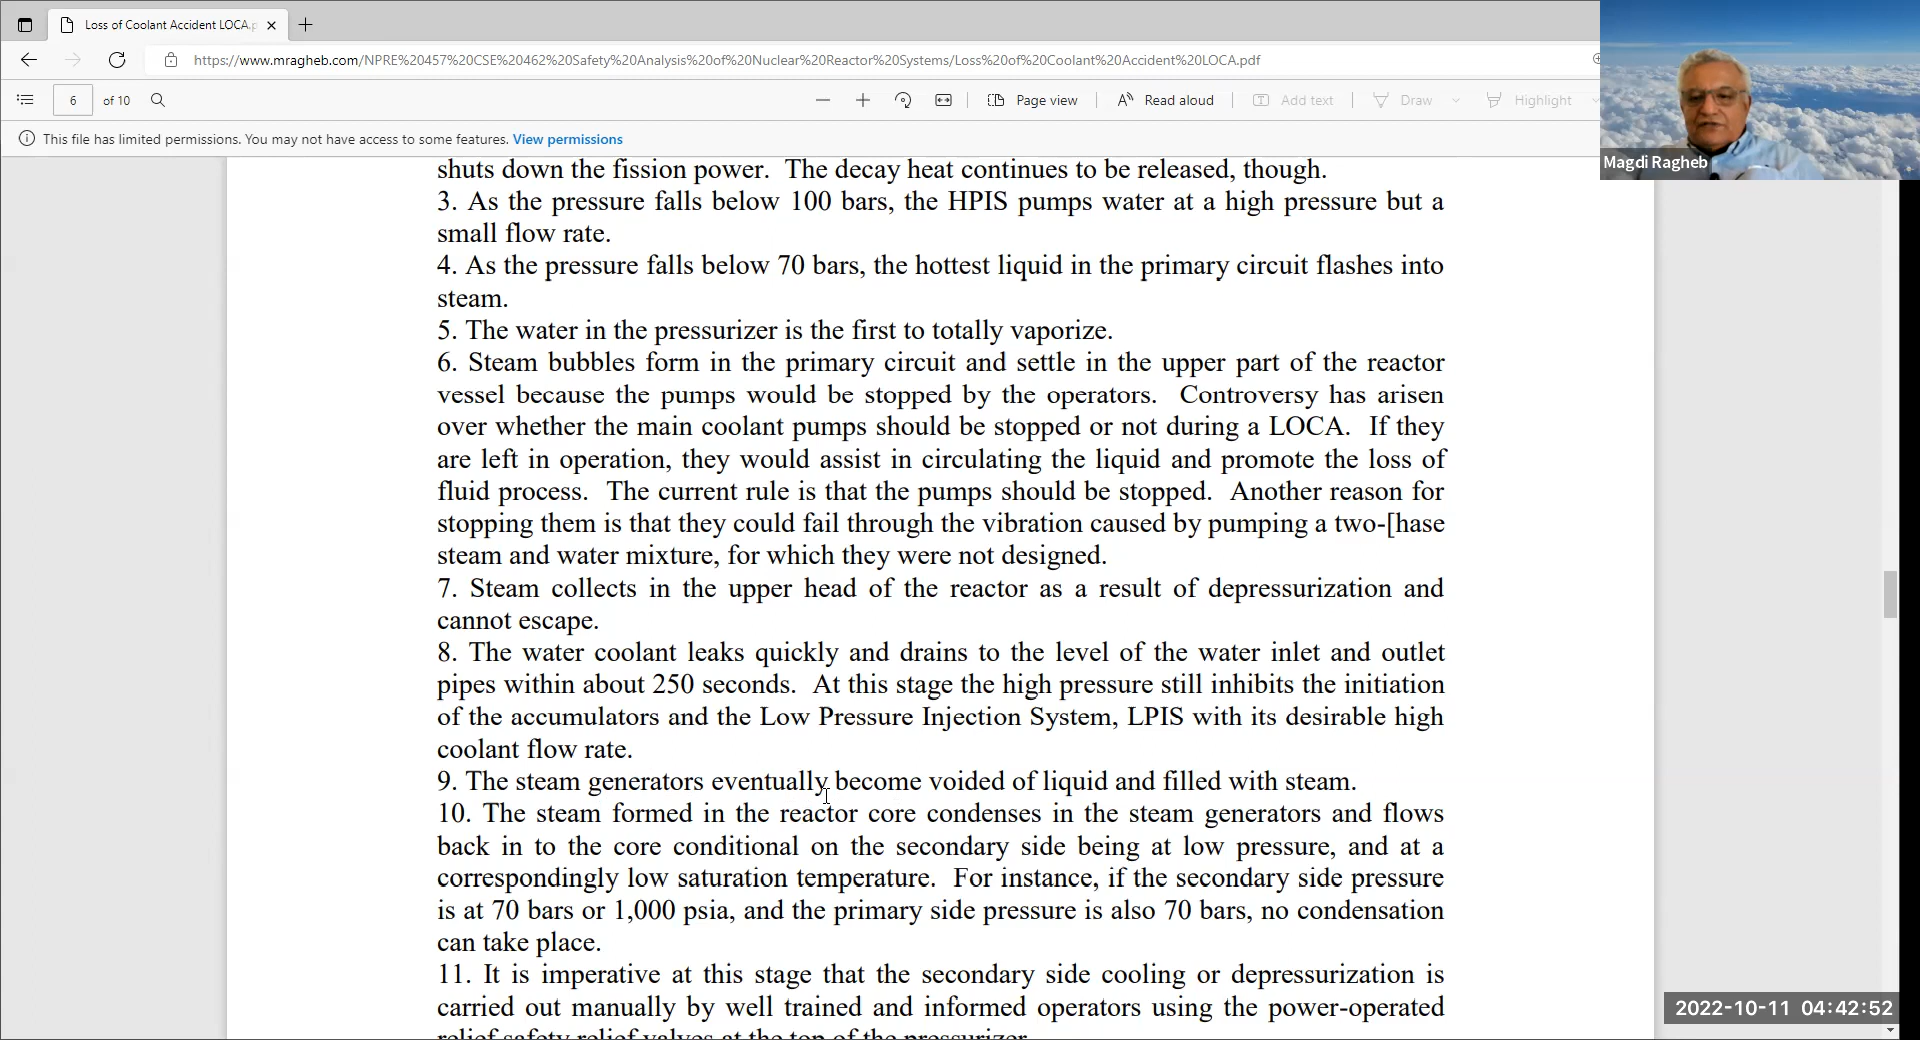 Loss of Coolant Accident LOCA.p
https://www.mragheb.com/NPRE%20457%20CSE%20462%20Safety%20Analysis%20of%20Nuclear%20Reactor%20Systems/Loss%20of%20Coolant%20Accident%20LOCA.pdf
6 of 10 Page view Read aloud Add text Draw Highlight
This file has limited permissions. You may not have access to some features. View permissions
Magdi Ragheb
shuts down the fission power. The decay heat continues to be released, though.
3. As the pressure falls below 100 bars, the HPIS pumps water at a high pressure but a
small flow rate.
4. As the pressure falls below 70 bars, the hottest liquid in the primary circuit flashes into
steam.
5. The water in the pressurizer is the first to totally vaporize.
6. Steam bubbles form in the primary circuit and settle in the upper part of the reactor
vessel because the pumps would be stopped by the operators. Controversy has arisen
over whether the main coolant pumps should be stopped or not during a LOCA. If they
are left in operation, they would assist in circulating the liquid and promote the loss of
fluid process. The current rule is that the pumps should be stopped. Another reason for
stopping them is that they could fail through the vibration caused by pumping a two-[hase
steam and water mixture, for which they were not designed.
7. Steam collects in the upper head of the reactor as a result of depressurization and
cannot escape.
8. The water coolant leaks quickly and drains to the level of the water inlet and outlet
pipes within about 250 seconds. At this stage the high pressure still inhibits the initiation
of the accumulators and the Low Pressure Injection System, LPIS with its desirable high
coolant flow rate.
9. The steam generators eventually become voided of liquid and filled with steam.
10. The steam formed in the reactor core condenses in the steam generators and flows
back in to the core conditional on the secondary side being at low pressure, and at a
correspondingly low saturation temperature. For instance, if the secondary side pressure
is at 70 bars or 1,000 psia, and the primary side pressure is also 70 bars, no condensation
can take place.
11. It is imperative at this stage that the secondary side cooling or depressurization is
carried out manually by well trained and informed operators using the power-operated
relief safety relief valves at the top of the pressurizer.
2022-10-11 04:42:52